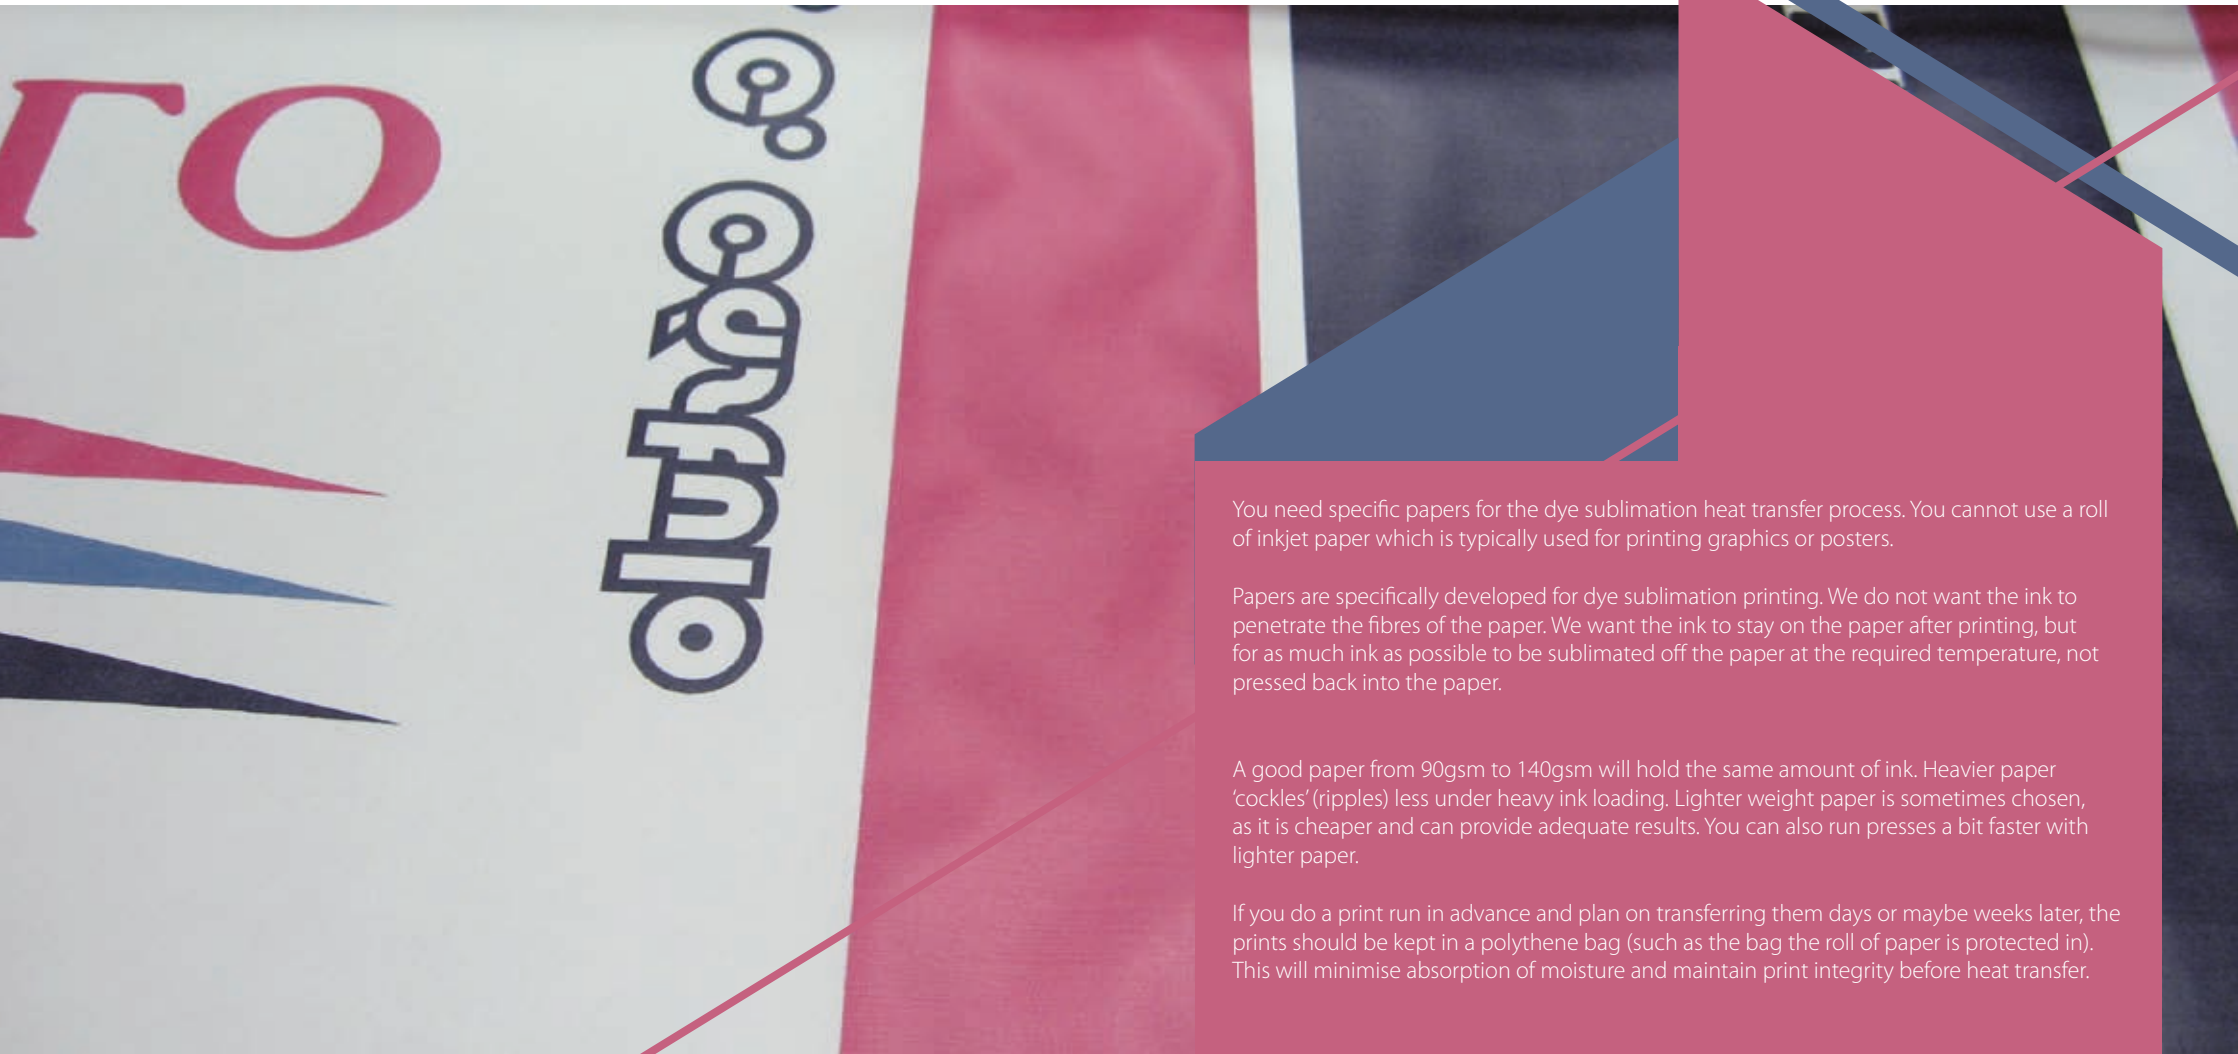 ro
You need specific papers for the dye sublimation heat transfer process. You cannot use a roll
of inkjet paper which is typically used for printing graphics or posters.
Papers are specifically developed for dye sublimation printing. We do not want the ink to
penetrate the fibres of the paper. We want the ink to stay on the paper after printing, but
for as much ink as possible to be sublimated off the paper at the required temperature, not
pressed back into the paper.
A good paper from 90gsm to 140gsm will hold the same amount of ink. Heavier paper
‘cockles’ (ripples) less under heavy ink loading. Lighter weight paper is sometimes chosen,
as it is cheaper and can provide adequate results. You can also run presses a bit faster with
lighter paper.
If you do a print run in advance and plan on transferring them days or maybe weeks later, the
prints should be kept in a polythene bag (such as the bag the roll of paper is protected in).
This will minimise absorption of moisture and maintain print integrity before heat transfer.